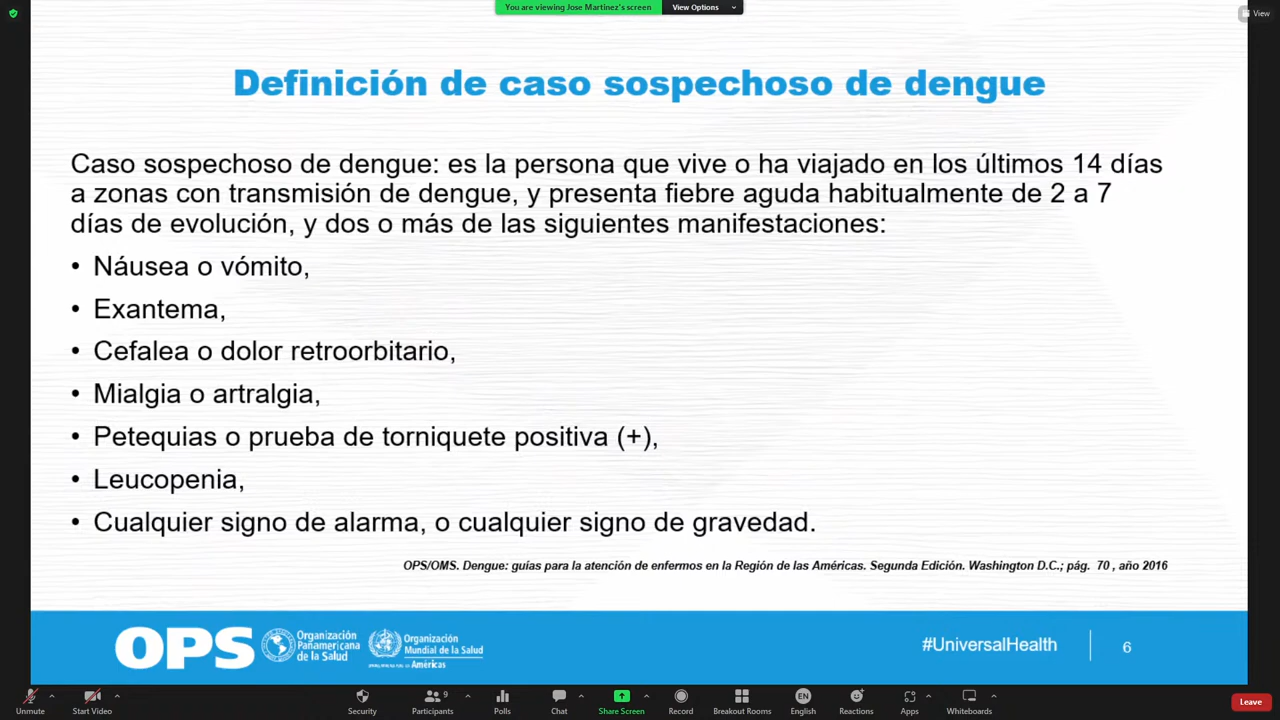 You are viewing Jose Martinez's screen
View Options
View
Definición de caso sospechoso de dengue
Caso sospechoso de dengue: es la persona que vive o ha viajado en los últimos 14 días
a zonas con transmisión de dengue, y presenta fiebre aguda habitualmente de 2 a 7
días de evolución, y dos o más de las siguientes manifestaciones:
• Náusea o vómito,
• Exantema,
• Cefalea o dolor retroorbitario,
• Mialgia o artralgia,
• Petequias o prueba de torniquete positiva (+),
• Leucopenia,
• Cualquier signo de alarma, o cualquier signo de gravedad.
OPS/OMS. Dengue: guías para la atención de enfermos en la Región de las Américas. Segunda Edición. Washington D.C.; pág. 70 , año 2016
OPS
Organización
Panamericana
de la Salud
Organización
Mundial de la Salud
Américas
#UniversalHealth
6
Unmute
Start Video
Security
Participants
9
Polls
Chat
Share Screen
Record
Breakout Rooms
EN
English
Reactions
Apps
Whiteboards
Leave